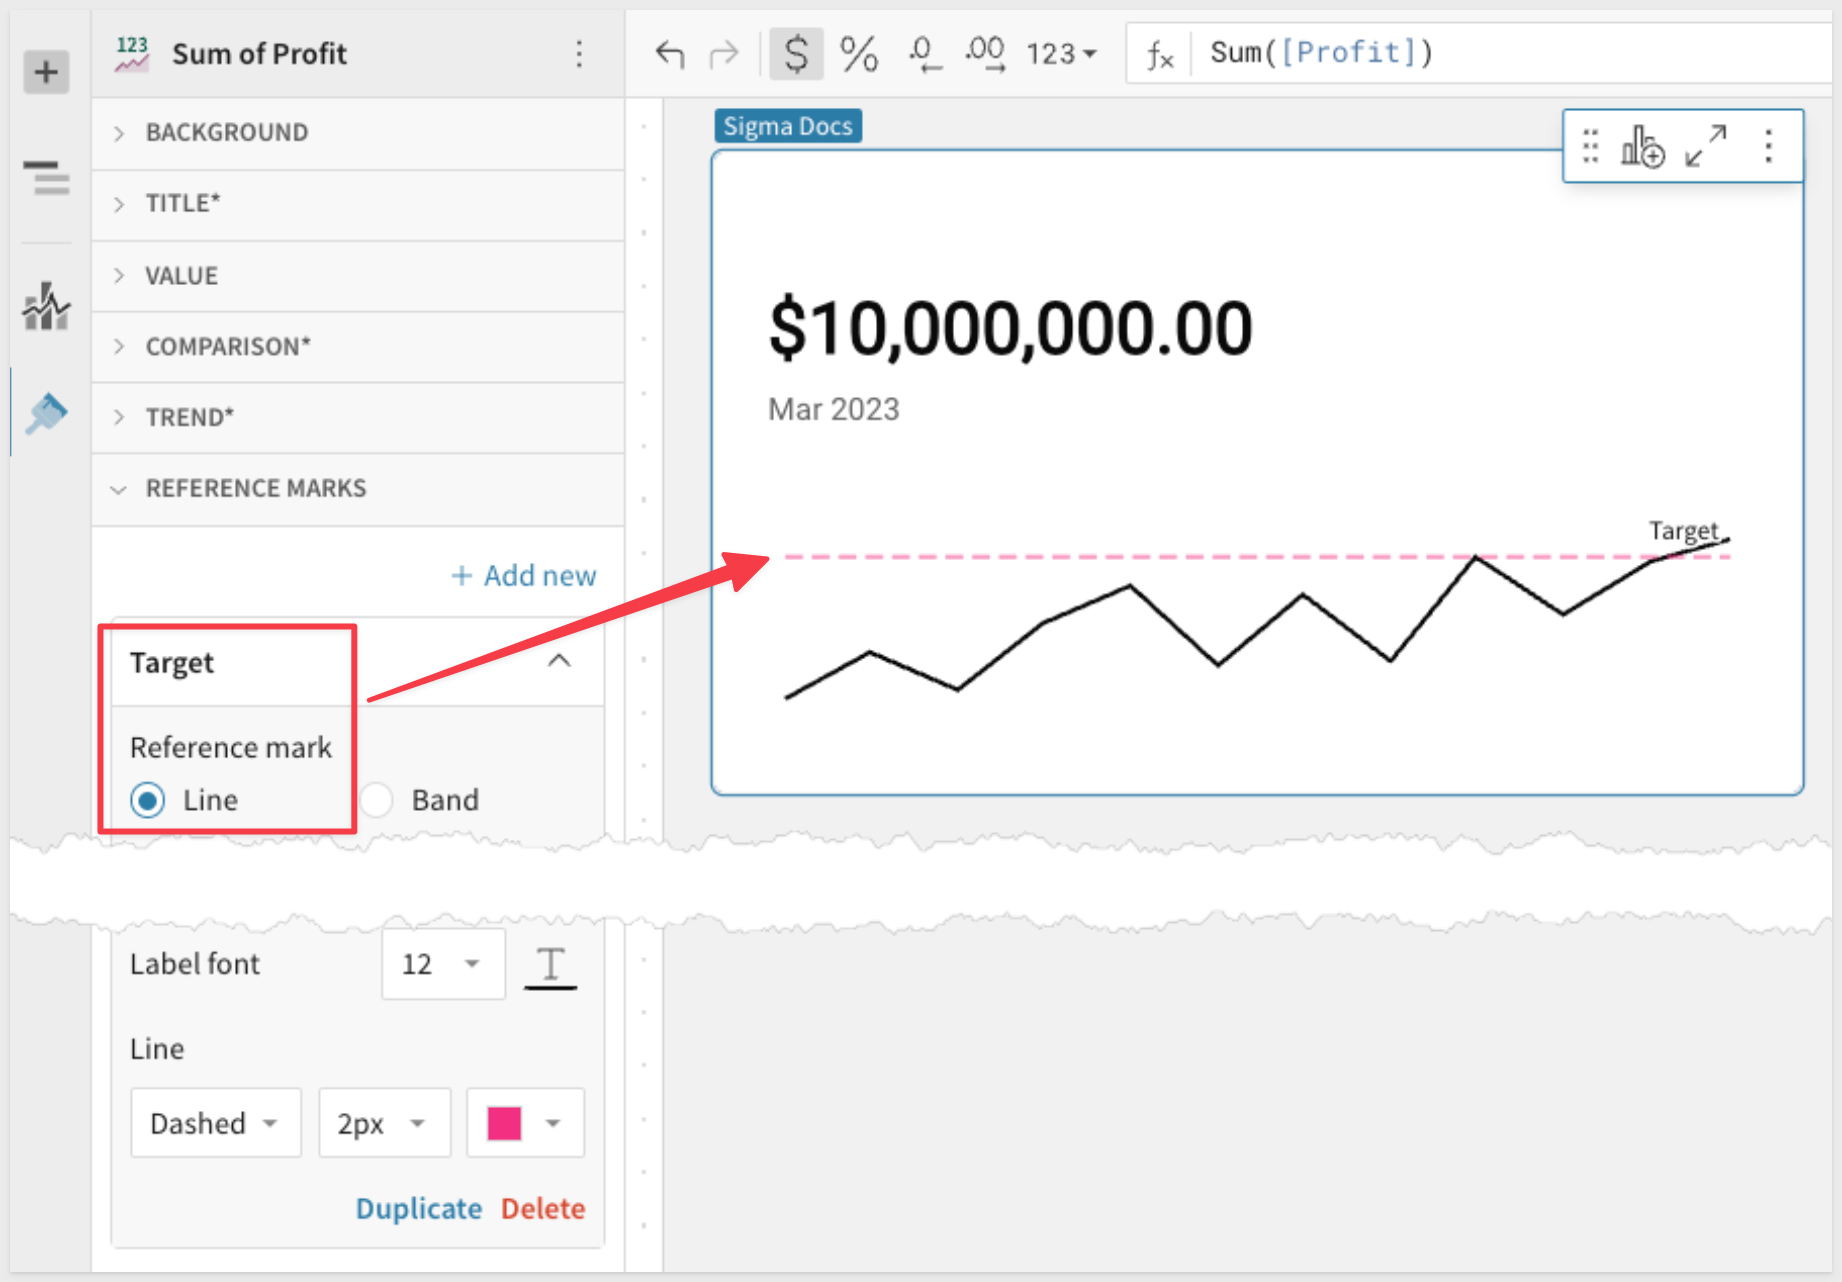 123
Sum of Profit
$ % .0 .00 123
fx Sum([Profit])
BACKGROUND
TITLE*
VALUE
COMPARISON*
TREND*
REFERENCE MARKS
+ Add new
Target
Reference mark
Line
Band
Label font
12
T
Line
Dashed
2px
Duplicate
Delete
Sigma Docs
$10,000,000.00
Mar 2023
Target